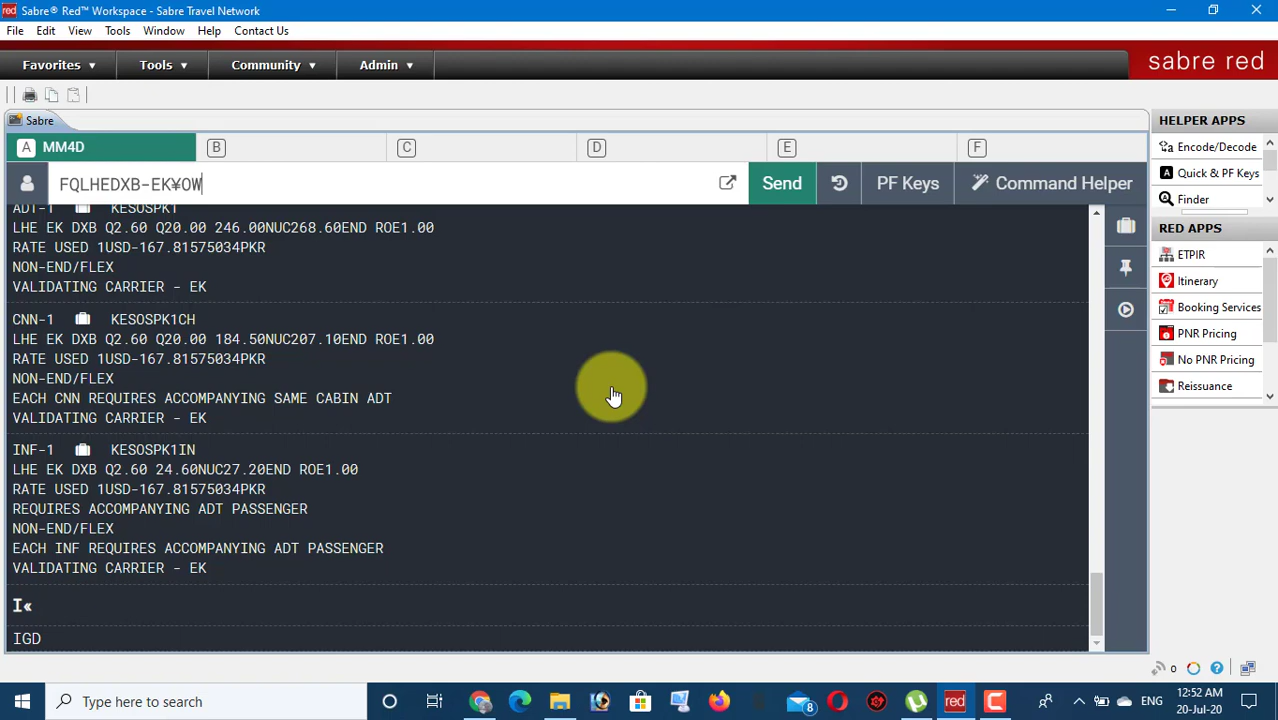 red Sabre® Red™ Workspace - Sabre Travel Network
File Edit View Tools Window Help Contact Us
Favorites Tools Community Admin sabre red
Sabre
A MM4D B C D E F
FQLHEDXB-EK¥OW Send PF Keys Command Helper
ADT-1 KESOSPK1
LHE EK DXB Q2.60 Q20.00 246.00NUC268.60END ROE1.00
RATE USED 1USD-167.81575034PKR
NON-END/FLEX
VALIDATING CARRIER - EK
CNN-1 KESOSPK1CH
LHE EK DXB Q2.60 Q20.00 184.50NUC207.10END ROE1.00
RATE USED 1USD-167.81575034PKR
NON-END/FLEX
EACH CNN REQUIRES ACCOMPANYING SAME CABIN ADT
VALIDATING CARRIER - EK
INF-1 KESOSPK1IN
LHE EK DXB Q2.60 24.60NUC27.20END ROE1.00
RATE USED 1USD-167.81575034PKR
REQUIRES ACCOMPANYING ADT PASSENGER
NON-END/FLEX
EACH INF REQUIRES ACCOMPANYING ADT PASSENGER
VALIDATING CARRIER - EK
I«
IGD
HELPER APPS
Encode/Decode
A Quick & PF Keys
Finder
RED APPS
ETPIR
Itinerary
Booking Services
PNR Pricing
No PNR Pricing
Reissuance
0
Type here to search
8
red
ENG
12:52 AM
20-Jul-20